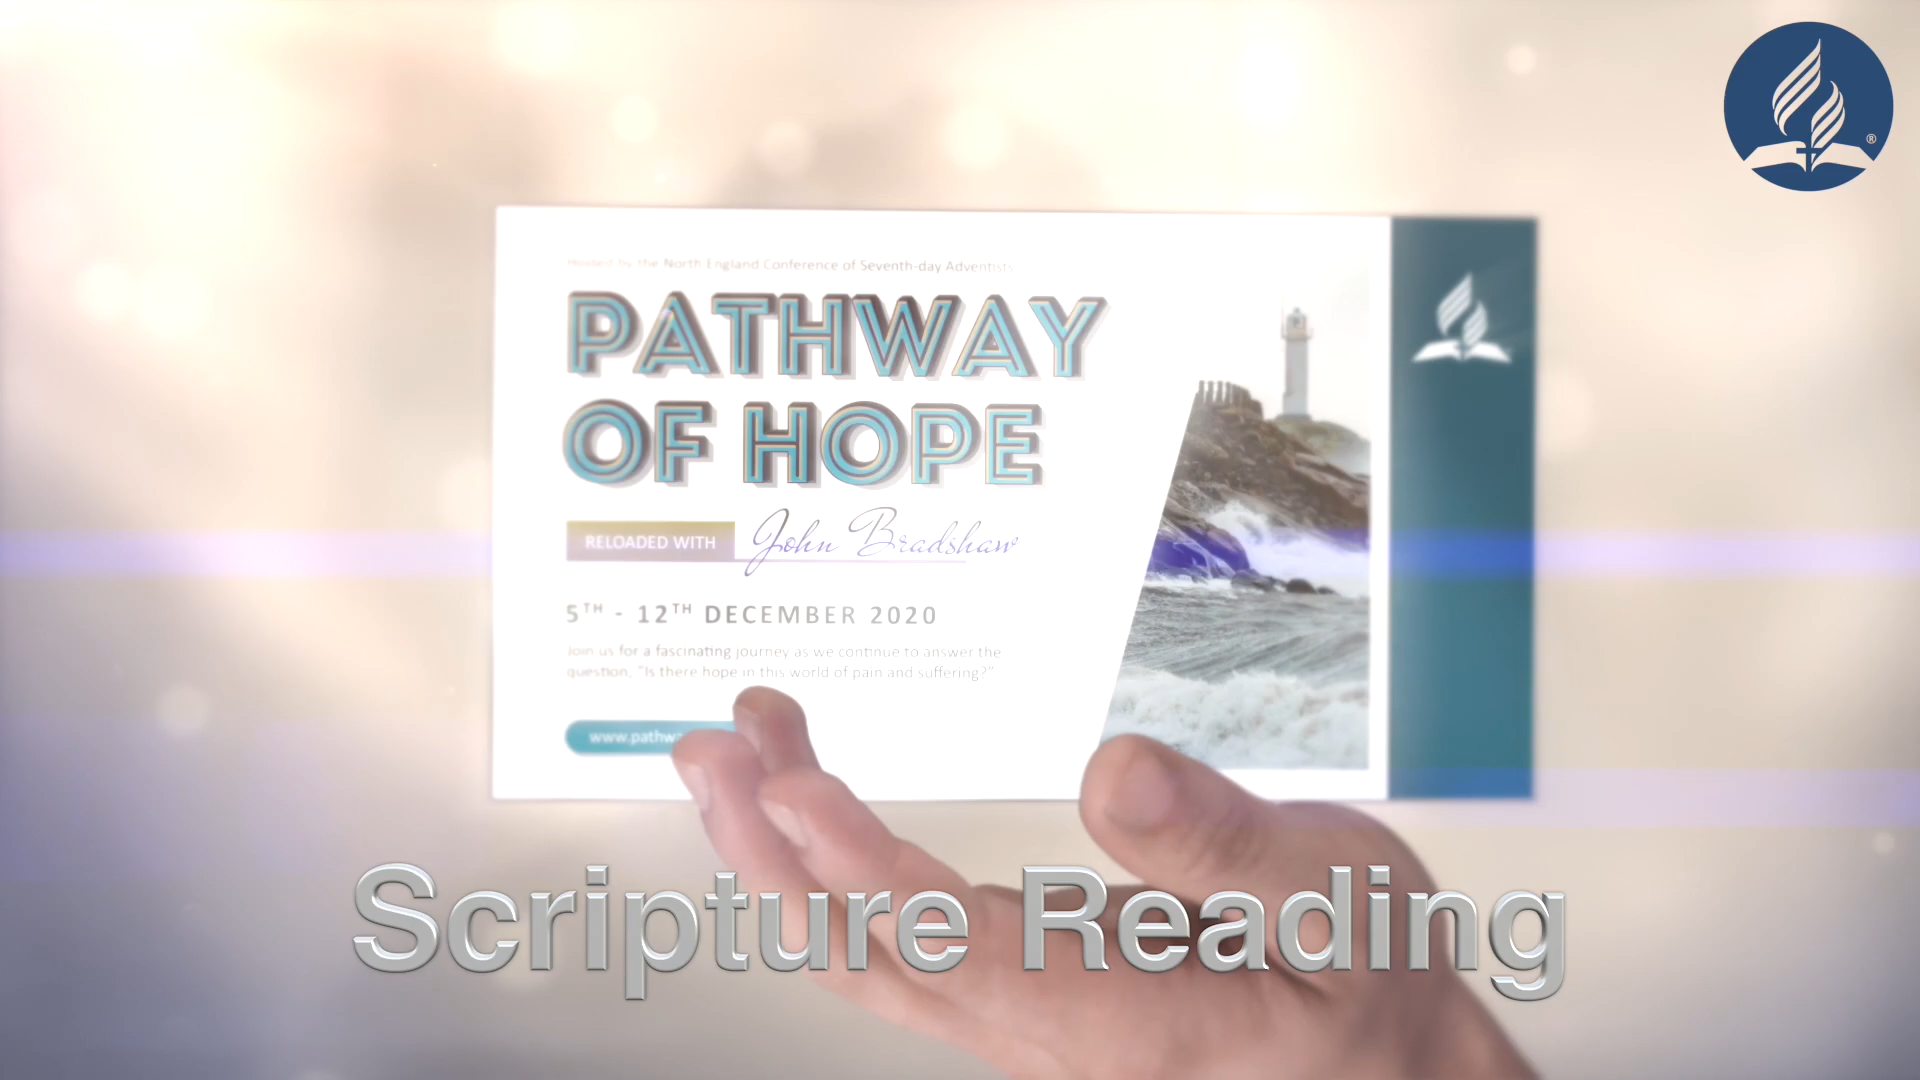 Hosted by the North England Conference of Seventh-day Adventists
PATHWAY
OF HOPE
RELOADED WITH John Bradshaw
5TH - 12TH DECEMBER 2020
Join us for a fascinating journey as we continue to answer the
question, "Is there hope in this world of pain and suffering?"
www.pathwa
Scripture Reading
®